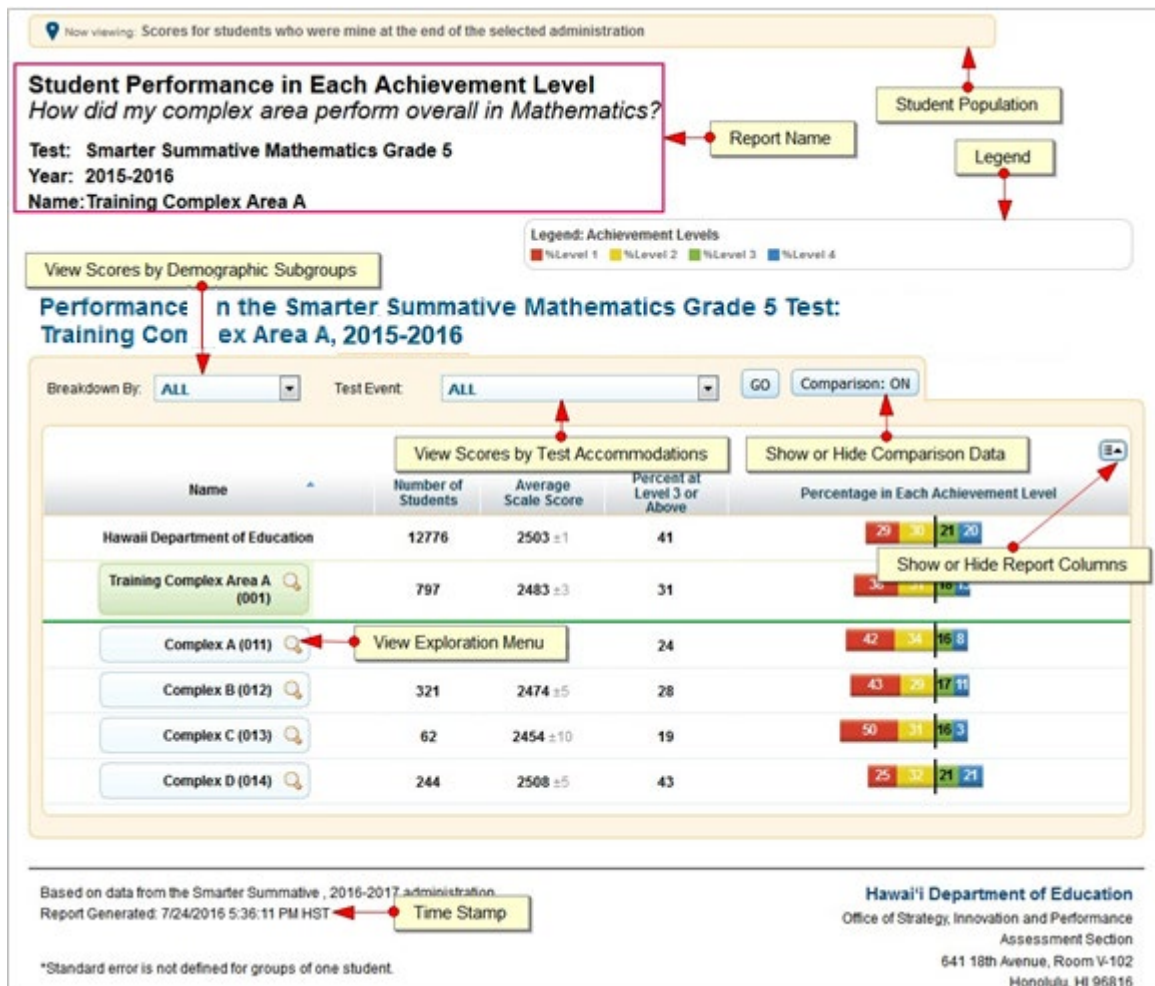 Now viewing: Scores for students who were mine at the end of the selected administration
Student Population
Student Performance in Each Achievement Level
How did my complex area perform overall in Mathematics?
Report Name
Test: Smarter Summative Mathematics Grade 5
Year: 2015-2016
Name:Training Complex Area A
Legend
Legend: Achievement Levels
%Level 1 %Level 2 %Level 3 %Level 4
View Scores by Demographic Subgroups
Performance n the Smarter Summative Mathematics Grade 5 Test:
Training Com ex Area A, 2015-2016
Breakdown By: ALL Test Event: ALL GO Comparison: ON
View Scores by Test Accommodations Show or Hide Comparison Data
Name Number of Students Average Scale Score Percent at Level 3 or Above Percentage in Each Achievement Level
Hawaii Department of Education 12776 2503 ±1 41 29 30 21 20
Show or Hide Report Columns
Training Complex Area A (001) 797 2483 ±3 31
Complex A (011) View Exploration Menu 24 42 34 16 8
Complex B (012) 321 2474 ±5 28 43 29 17 11
Complex C (013) 62 2454 ±10 19 50 31 16 3
Complex D (014) 244 2508 ±5 43 25 32 21 21
Based on data from the Smarter Summative , 2016-2017 administration.
Report Generated: 7/24/2016 5:36:11 PM HST Time Stamp
*Standard error is not defined for groups of one student.
Hawai'i Department of Education
Office of Strategy, Innovation and Performance
Assessment Section
641 18th Avenue, Room V-102
Honolulu, HI 96816